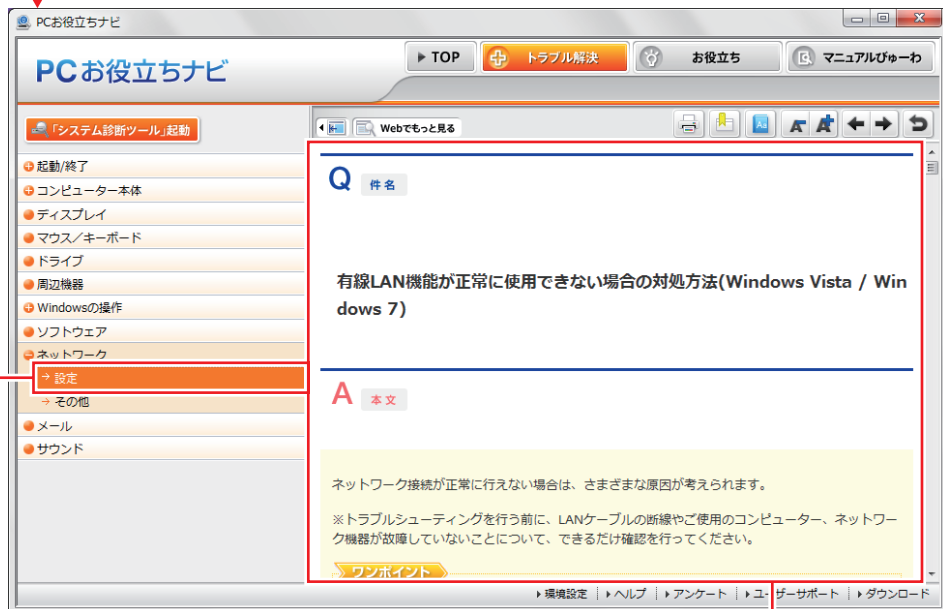 PCお役立ちナビ
PCお役立ちナビ
TOP
トラブル解決
お役立ち
マニュアルびゅーわ
「システム診断ツール」起動
Webでもっと見る
起動/終了
コンピューター本体
ディスプレイ
マウス／キーボード
ドライブ
周辺機器
Windowsの操作
ソフトウェア
ネットワーク
設定
その他
メール
サウンド
Q 件名
有線LAN機能が正常に使用できない場合の対処方法(Windows Vista / Win
dows 7)
A 本文
ネットワーク接続が正常に行えない場合は、さまざまな原因が考えられます。
※トラブルシューティングを行う前に、LANケーブルの断線やご使用のコンピューター、ネットワー
ク機器が故障していないことについて、できるだけ確認を行ってください。
ワンポイント
環境設定
ヘルプ
アンケート
ユーザーサポート
ダウンロード